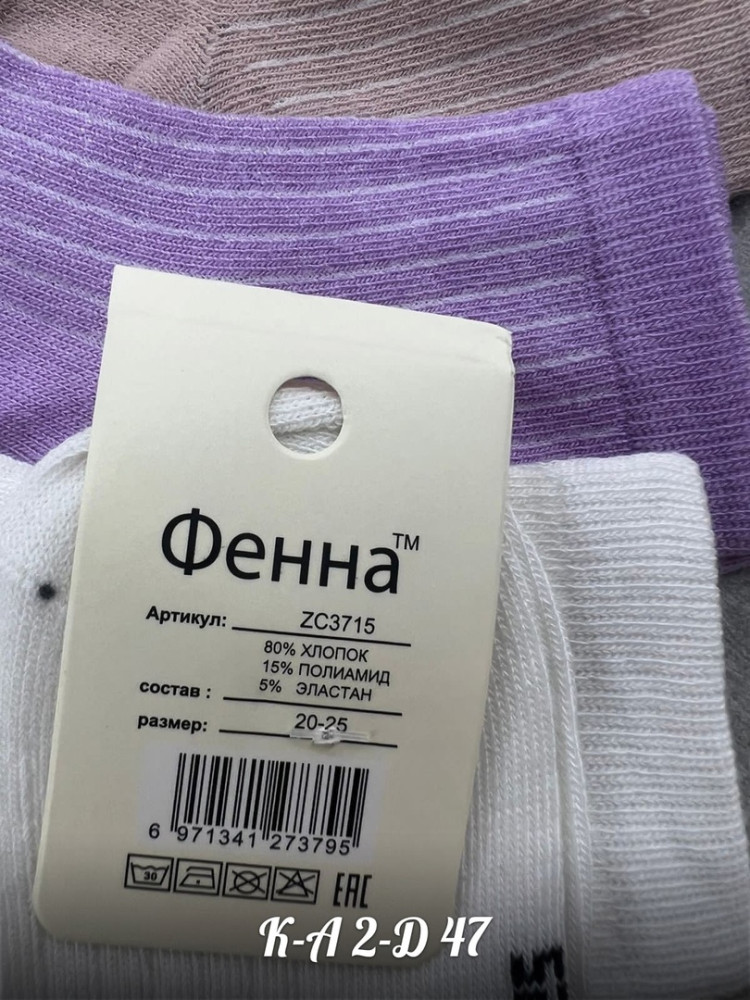 Фенна™
Артикул: ZC3715
80% ХЛОПОК
15% ПОЛИАМИД
состав : 5% ЭЛАСТАН
размер: 20-25
6 971341 273795
30 EAC
K-A 2-D 47